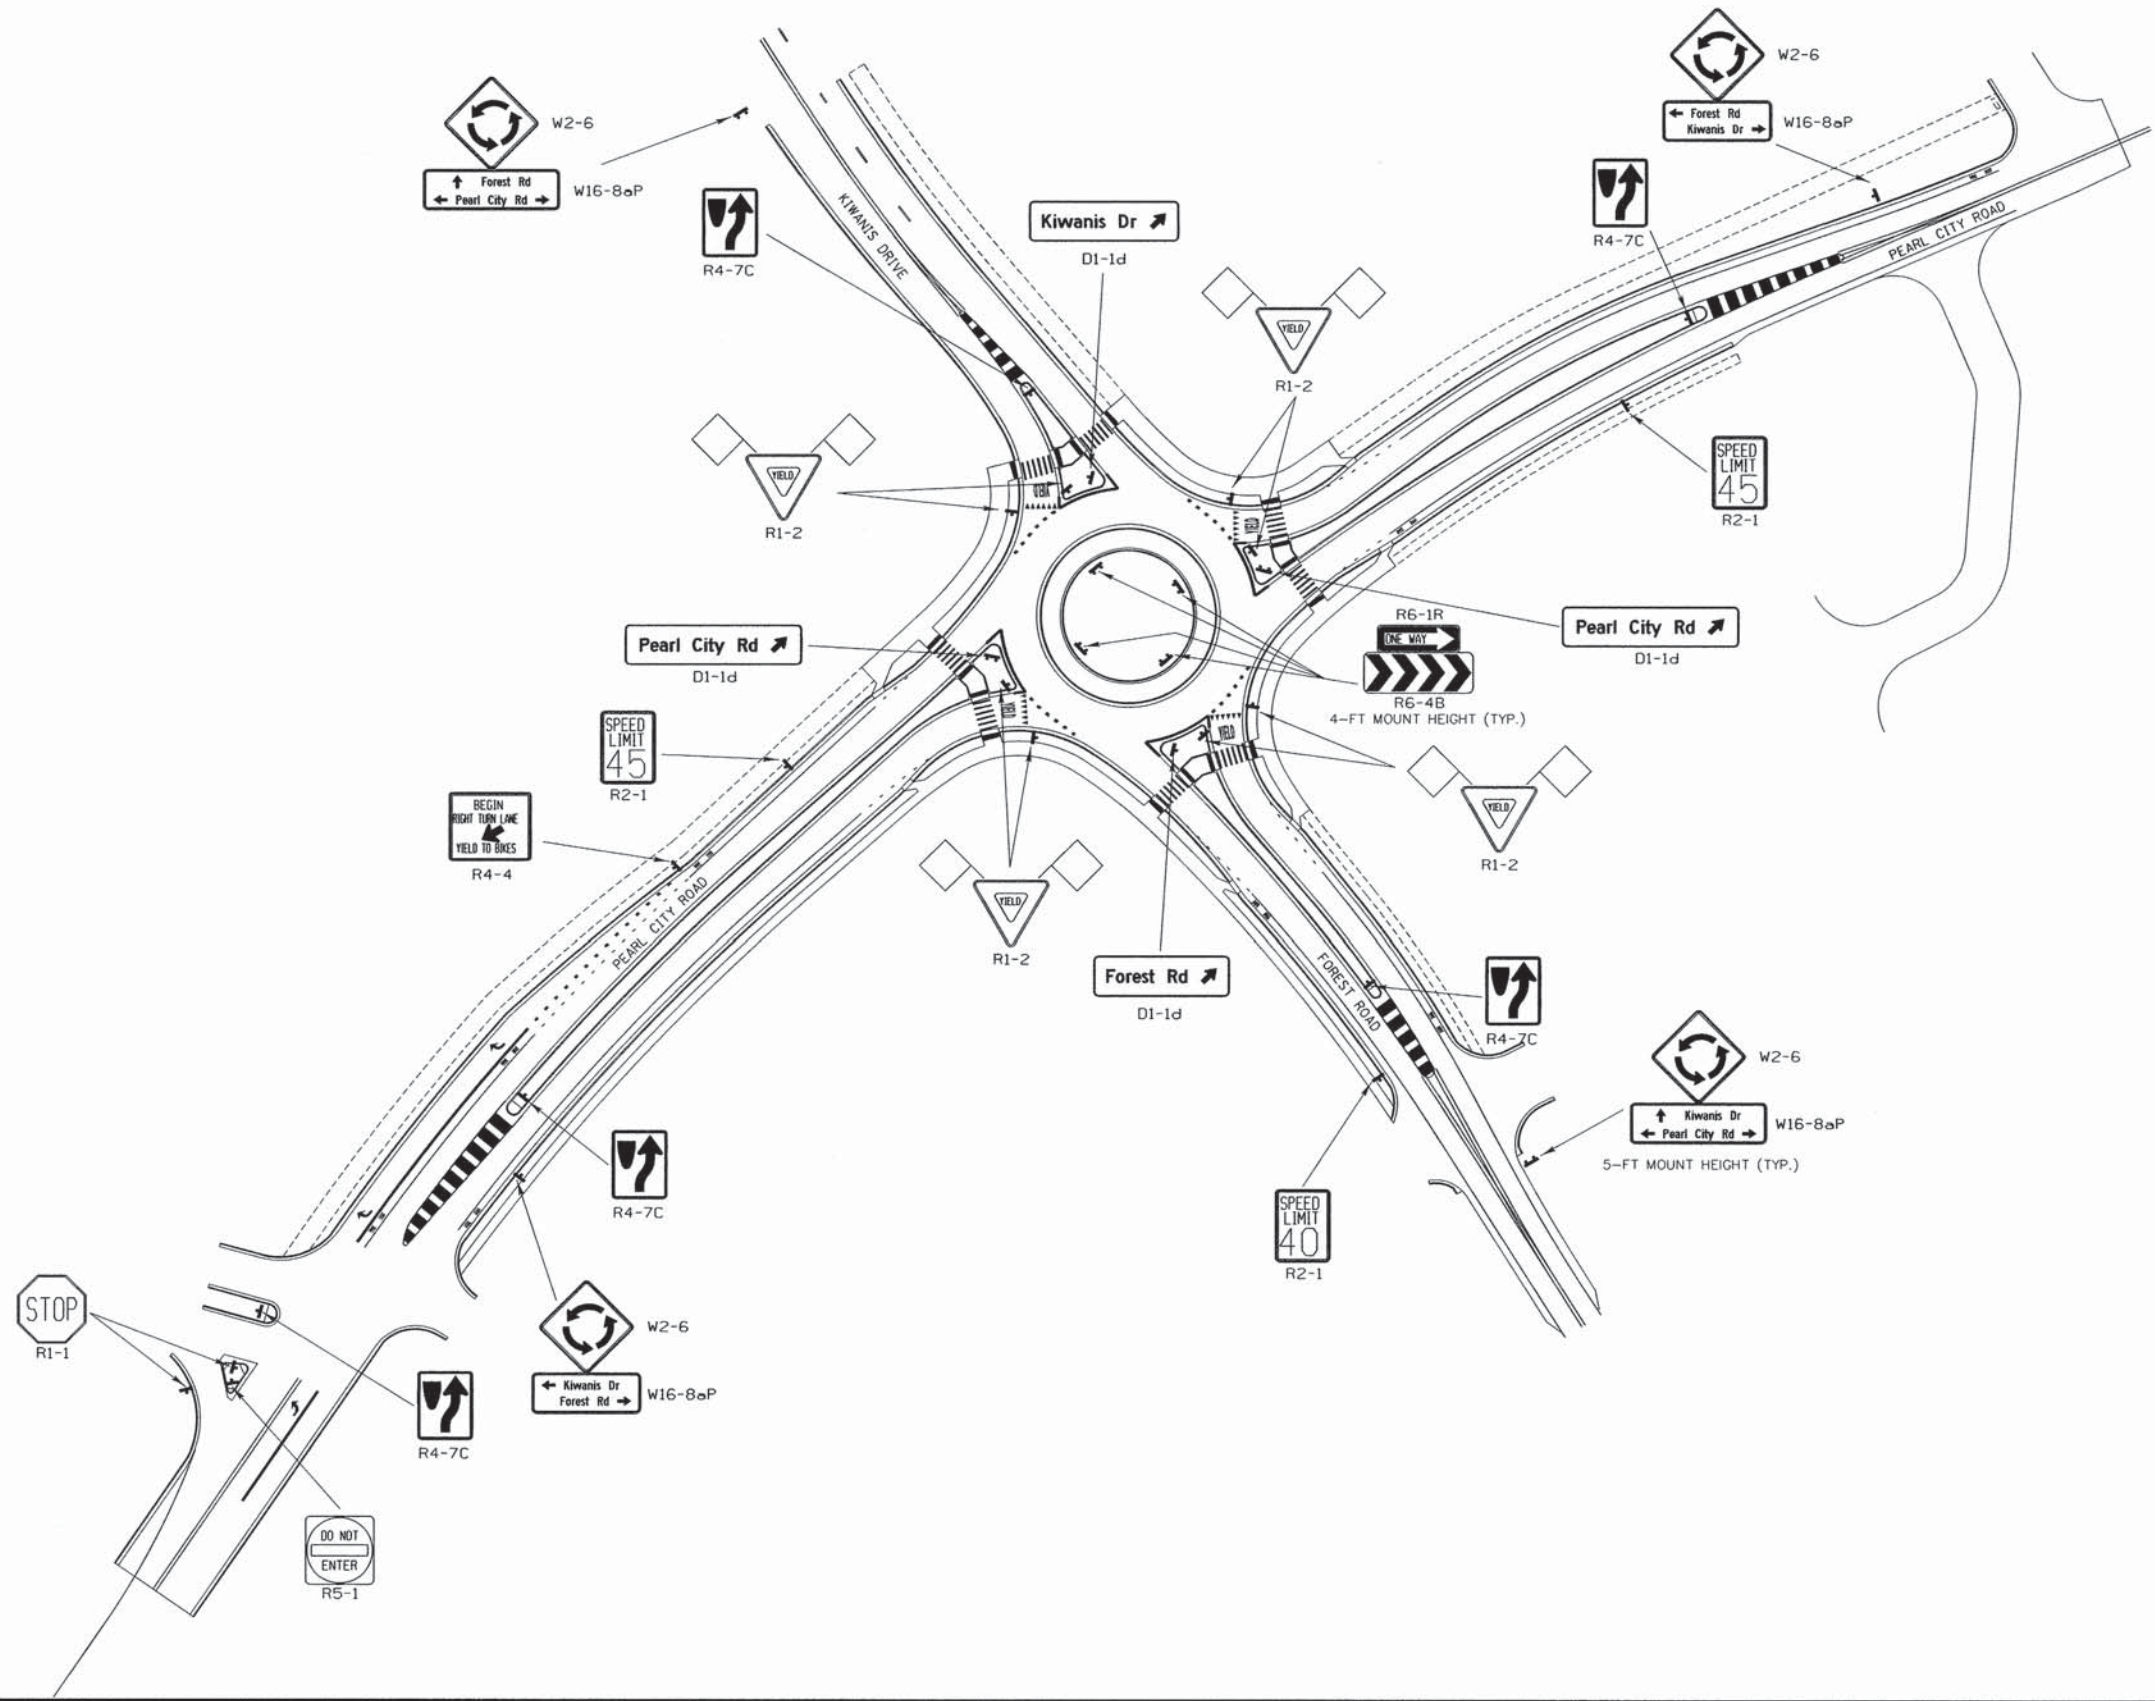 W2-6
← Forest Rd
Kiwanis Dr →
W16-8aP
W2-6
↑ Forest Rd
← Pearl City Rd →
W16-8aP
R4-7C
R4-7C
KIWANIS DRIVE
Kiwanis Dr ↗
D1-1d
PEARL CITY ROAD
YIELD
R1-2
YIELD
R1-2
SPEED
LIMIT
45
R2-1
YIELD
YIELD
Pearl City Rd ↗
D1-1d
R6-1R
ONE WAY
R6-4B
4-FT MOUNT HEIGHT (TYP.)
Pearl City Rd ↗
D1-1d
YIELD
YIELD
SPEED
LIMIT
45
R2-1
YIELD
R1-2
BEGIN
RIGHT TURN LANE
YIELD TO BIKES
R4-4
PEARL CITY ROAD
YIELD
R1-2
Forest Rd ↗
D1-1d
FOREST ROAD
R4-7C
W2-6
↑ Kiwanis Dr
← Pearl City Rd →
W16-8aP
5-FT MOUNT HEIGHT (TYP.)
R4-7C
SPEED
LIMIT
40
R2-1
STOP
R1-1
W2-6
← Kiwanis Dr
Forest Rd →
W16-8aP
R4-7C
DO NOT
ENTER
R5-1